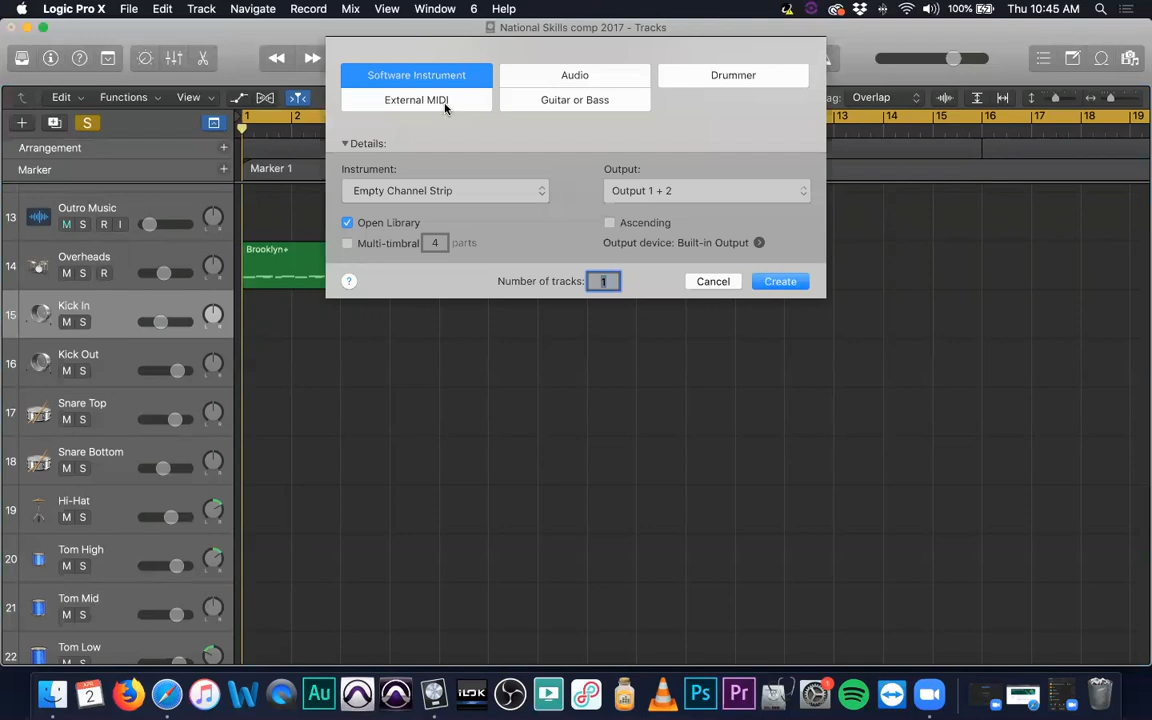 Logic Pro X File Edit Track Navigate Record Mix View Window 6 Help 100% Thu 10:45 AM
National Skills comp 2017 - Tracks
Software Instrument Audio Drummer
External MIDI Guitar or Bass
Edit Functions View Overlap
S 1 2 13 14 15 16 17 18 19
Details:
Arrangement +
Marker + Marker 1
Instrument: Output:
Empty Channel Strip Output 1 + 2
13 Outro Music
M S R I
Open Library Ascending
Multi-timbral 4 parts Output device: Built-in Output
14 Overheads
M S R
Brooklyn+
? Number of tracks: 1 Cancel Create
15 Kick In
M S
16 Kick Out
M S
17 Snare Top
M S
18 Snare Bottom
M S
19 Hi-Hat
M S
20 Tom High
M S
21 Tom Mid
M S
22 Tom Low
APR
2 W Au iLOK Ps Pr 1